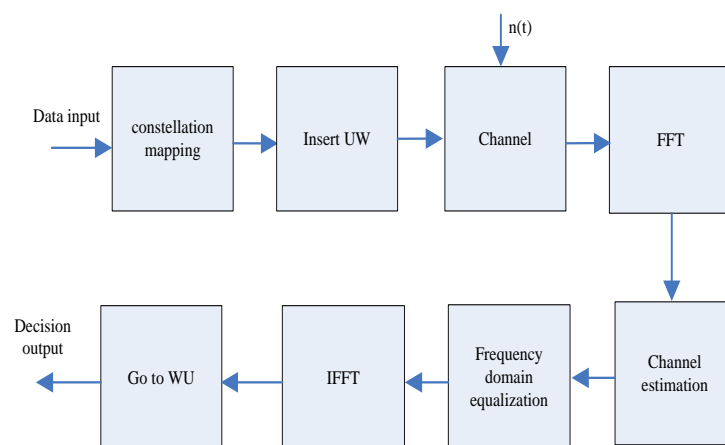 n(t)
Data input
constellation
mapping
Insert UW
Channel
FFT
Decision
output
Go to WU
IFFT
Frequency
domain
equalization
Channel
estimation